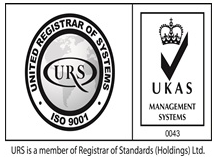 UNITED REGISTRAR OF SYSTEMS
URS
• ISO 9001 •
UKAS
MANAGEMENT
SYSTEMS
0043
URS is a member of Registrar of Standards (Holdings) Ltd.